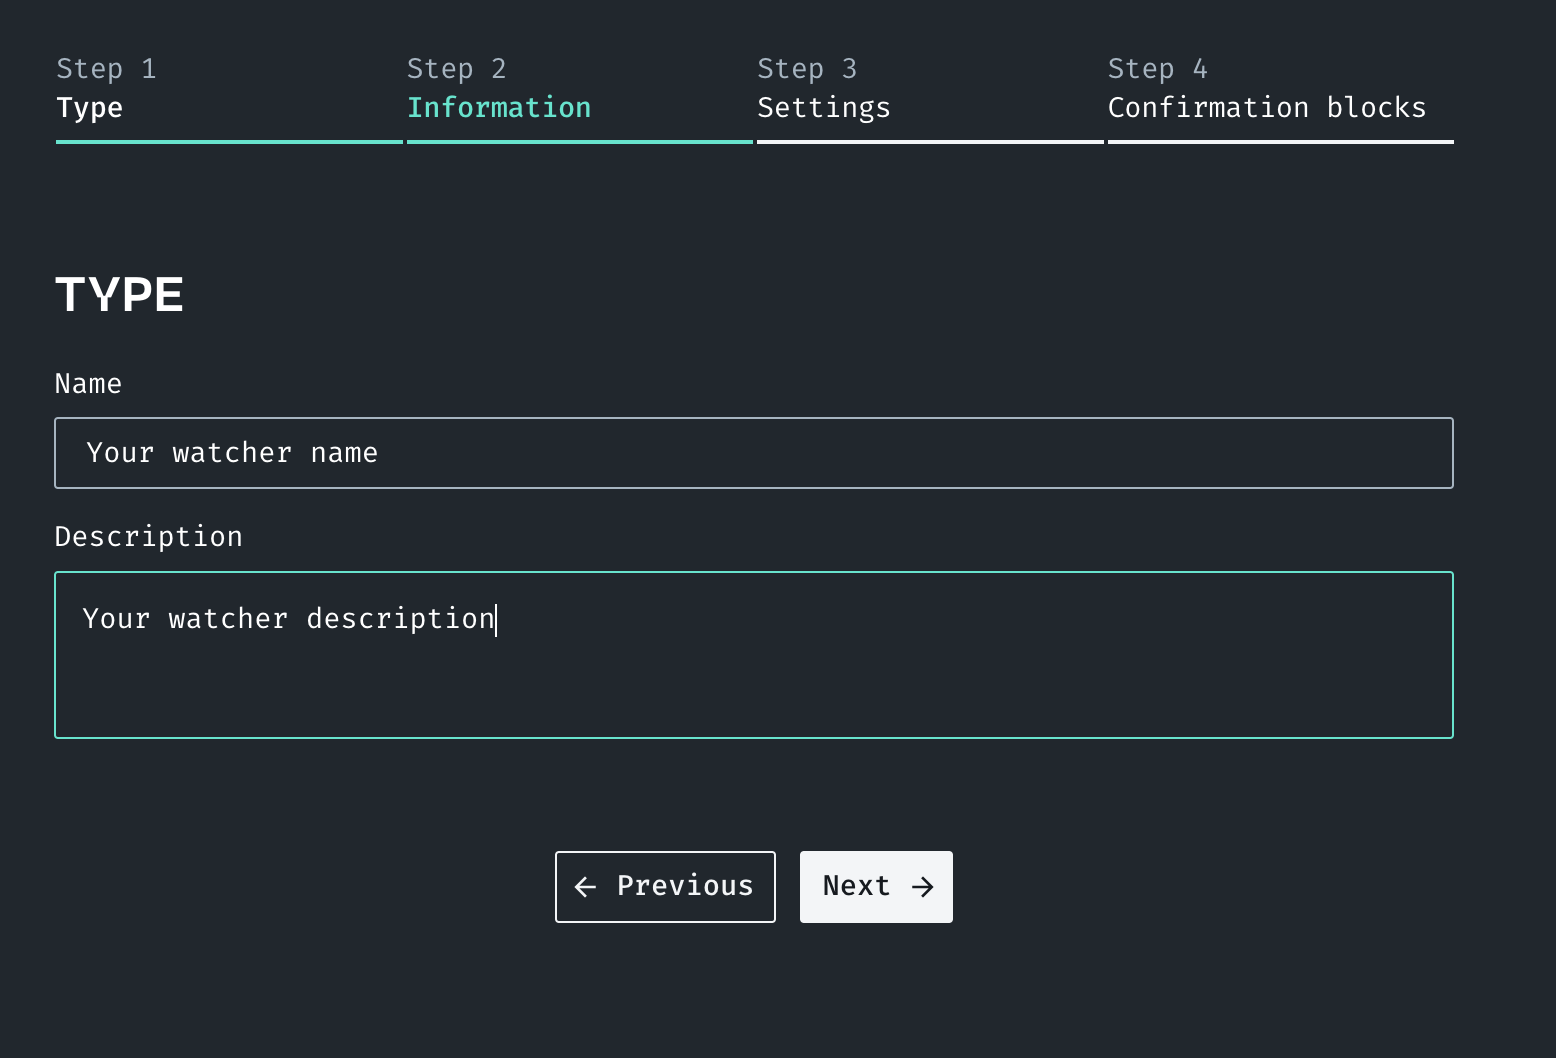 Step 1
Type
Step 2
Information
Step 3
Settings
Step 4
Confirmation blocks
TYPE
Name
Your watcher name
Description
Your watcher description
← Previous
Next →